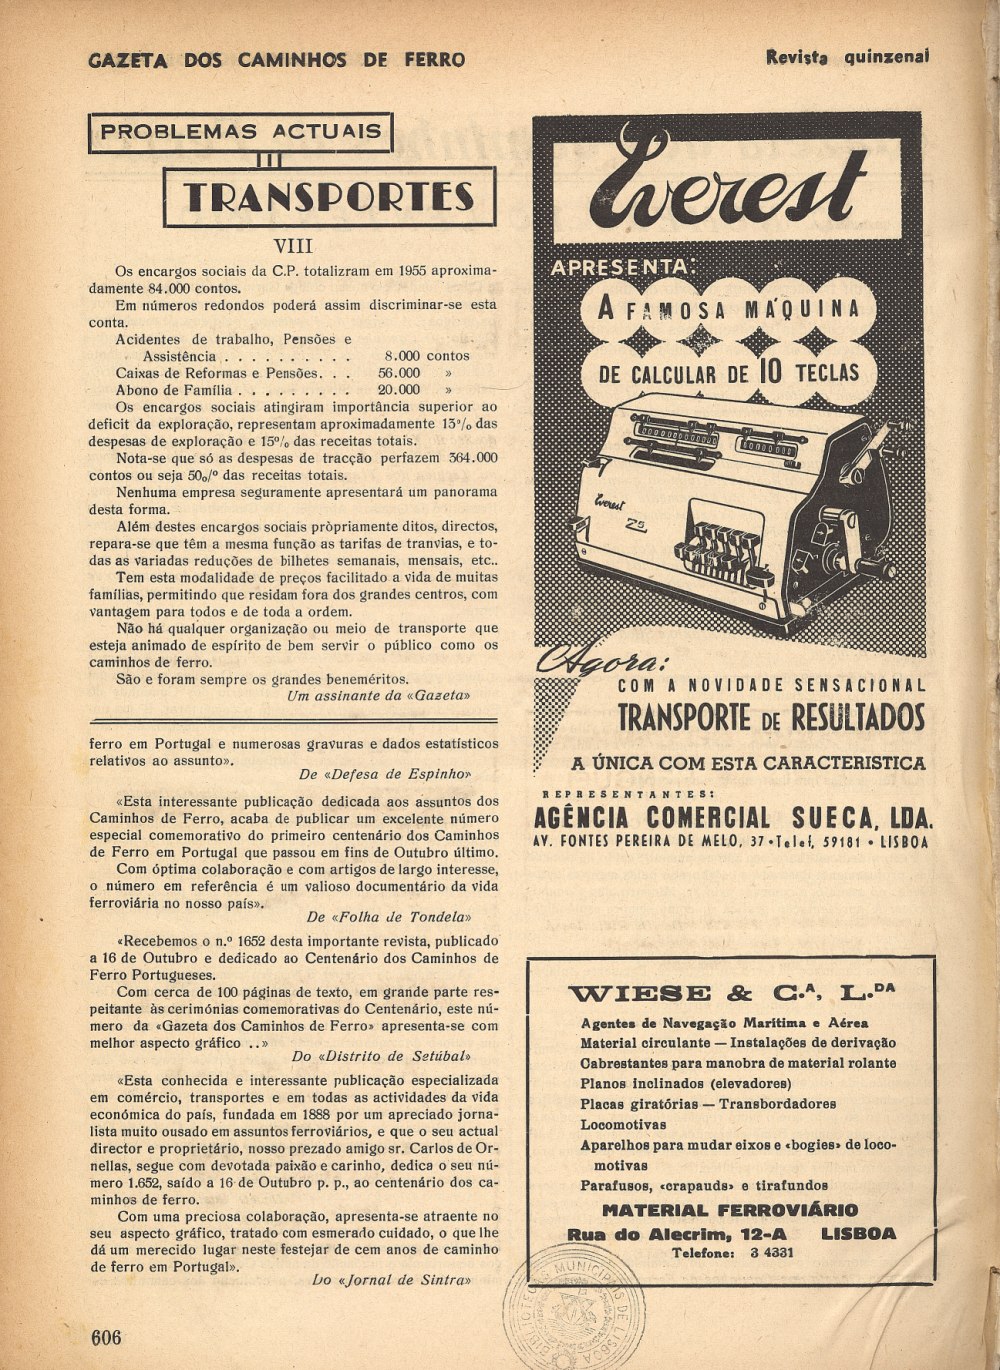 GAZETA DOS CAMINHOS DE FERRO
Revista quinzenal
PROBLEMAS ACTUAIS
TRANSPORTES
VIII
Os encargos sociais da C.P. totalizram em 1955 aproxima-
damente 84.000 contos.
Em números redondos poderá assim discriminar-se esta
conta.
Acidentes de trabalho, Pensões e
Assistência . . . . . . . . . . 8.000 contos
Caixas de Reformas e Pensões. . . 56.000 »
Abono de Família . . . . . . . . . 20.000 »
Os encargos sociais atingiram importância superior ao
deficit da exploração, representam aproximadamente 13º/o das
despesas de exploração e 15º/o das receitas totais.
Nota-se que só as despesas de tracção perfazem 364.000
contos ou seja 50o/º das receitas totais.
Nenhuma empresa seguramente apresentará um panorama
desta forma.
Além destes encargos sociais pròpriamente ditos, directos,
repara-se que têm a mesma função as tarifas de tranvias, e to-
das as variadas reduções de bilhetes semanais, mensais, etc..
Tem esta modalidade de preços facilitado a vida de muitas
famílias, permitindo que residam fora dos grandes centros, com
vantagem para todos e de toda a ordem.
Não há qualquer organização ou meio de transporte que
esteja animado de espírito de bem servir o público como os
caminhos de ferro.
São e foram sempre os grandes beneméritos.
Um assinante da «Gazeta»
ferro em Portugal e numerosas gravuras e dados estatísticos
relativos ao assunto».
De «Defesa de Espinho»
«Esta interessante publicação dedicada aos assuntos dos
Caminhos de Ferro, acaba de publicar um excelente número
especial comemorativo do primeiro centenário dos Caminhos
de Ferro em Portugal que passou em fins de Outubro último.
Com óptima colaboração e com artigos de largo interesse,
o número em referência é um valioso documentário da vida
ferroviária no nosso país».
De «Folha de Tondela»
«Recebemos o n.º 1652 desta importante revista, publicado
a 16 de Outubro e dedicado ao Centenário dos Caminhos de
Ferro Portugueses.
Com cerca de 100 páginas de texto, em grande parte res-
peitante às cerimónias comemorativas do Centenário, este nú-
mero da «Gazeta dos Caminhos de Ferro» apresenta-se com
melhor aspecto gráfico ..»
Do «Distrito de Setúbal»
«Esta conhecida e interessante publicação especializada
em comércio, transportes e em todas as actividades da vida
económica do país, fundada em 1888 por um apreciado jorna-
lista muito ousado em assuntos ferroviários, e que o seu actual
director e proprietário, nosso prezado amigo sr. Carlos de Or-
nellas, segue com devotada paixão e carinho, dedica o seu nú-
mero 1.652, saído a 16 de Outubro p. p., ao centenário dos ca-
minhos de ferro.
Com uma preciosa colaboração, apresenta-se atraente no
seu aspecto gráfico, tratado com esmerado cuidado, o que lhe
dá um merecido lugar neste festejar de cem anos de caminho
de ferro em Portugal».
Do «Jornal de Sintra»
606
Everest
APRESENTA:
A FAMOSA MÁQUINA
DE CALCULAR DE 10 TECLAS
Everest
Z5
Agora:
COM A NOVIDADE SENSACIONAL
TRANSPORTE DE RESULTADOS
A ÚNICA COM ESTA CARACTERISTICA
REPRESENTANTES:
AGÊNCIA COMERCIAL SUECA, LDA.
AV. FONTES PEREIRA DE MELO, 37 • Telef, 59181 • LISBOA
WIESE & C.A, L.DA
Agentes de Navegação Marítima e Aérea
Material circulante — Instalações de derivação
Cabrestantes para manobra de material rolante
Planos inclinados (elevadores)
Placas giratórias — Transbordadores
Locomotivas
Aparelhos para mudar eixos e «bogies» de loco-
motivas
Parafusos, «crapauds» e tirafundos
MATERIAL FERROVIÁRIO
Rua do Alecrim, 12-A LISBOA
Telefone: 3 4331
BIBLIOTECAS MUNICIPAIS DE LISBOA